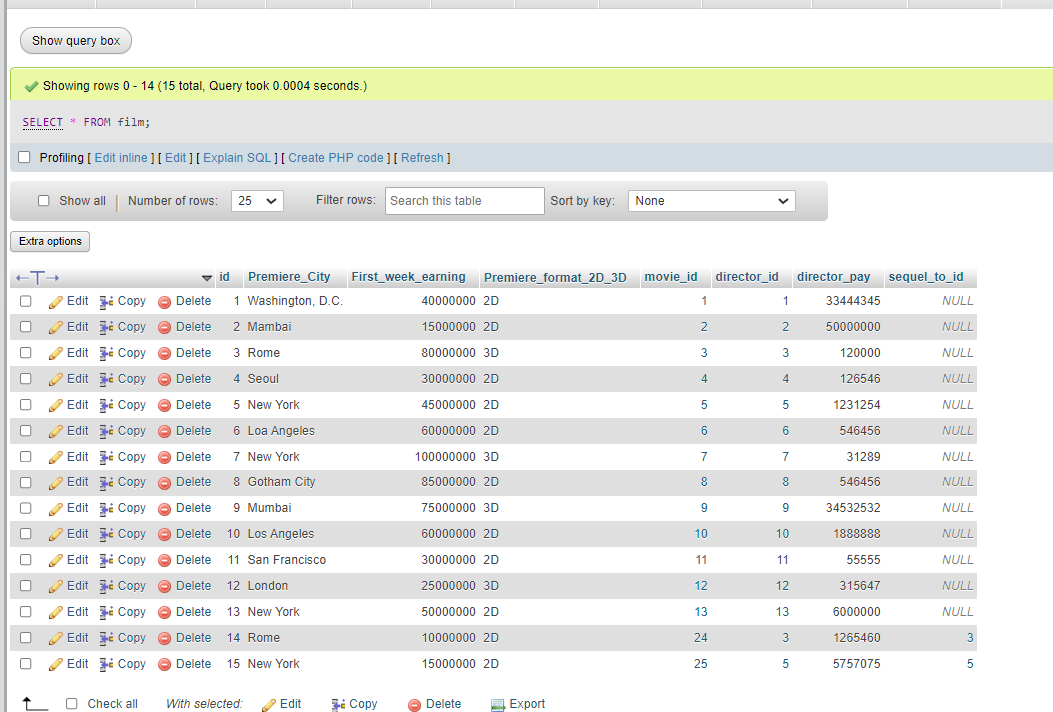 Show query box
Showing rows 0 - 14 (15 total, Query took 0.0004 seconds.)
SELECT * FROM film;
Profiling [ Edit inline ] [ Edit ] [ Explain SQL ] [ Create PHP code ] [ Refresh ]
Show all Number of rows: 25 Filter rows: Search this table Sort by key: None
Extra options
id Premiere_City First_week_earning Premiere_format_2D_3D movie_id director_id director_pay sequel_to_id
Edit Copy Delete 1 Washington, D.C. 40000000 2D 1 1 33444345 NULL
Edit Copy Delete 2 Mambai 15000000 2D 2 2 50000000 NULL
Edit Copy Delete 3 Rome 80000000 3D 3 3 120000 NULL
Edit Copy Delete 4 Seoul 30000000 2D 4 4 126546 NULL
Edit Copy Delete 5 New York 45000000 2D 5 5 1231254 NULL
Edit Copy Delete 6 Loa Angeles 60000000 2D 6 6 546456 NULL
Edit Copy Delete 7 New York 100000000 3D 7 7 31289 NULL
Edit Copy Delete 8 Gotham City 85000000 2D 8 8 546456 NULL
Edit Copy Delete 9 Mumbai 75000000 3D 9 9 34532532 NULL
Edit Copy Delete 10 Los Angeles 60000000 2D 10 10 1888888 NULL
Edit Copy Delete 11 San Francisco 30000000 2D 11 11 55555 NULL
Edit Copy Delete 12 London 25000000 3D 12 12 315647 NULL
Edit Copy Delete 13 New York 50000000 2D 13 13 6000000 NULL
Edit Copy Delete 14 Rome 10000000 2D 24 3 1265460 3
Edit Copy Delete 15 New York 15000000 2D 25 5 5757075 5
Check all With selected: Edit Copy Delete Export